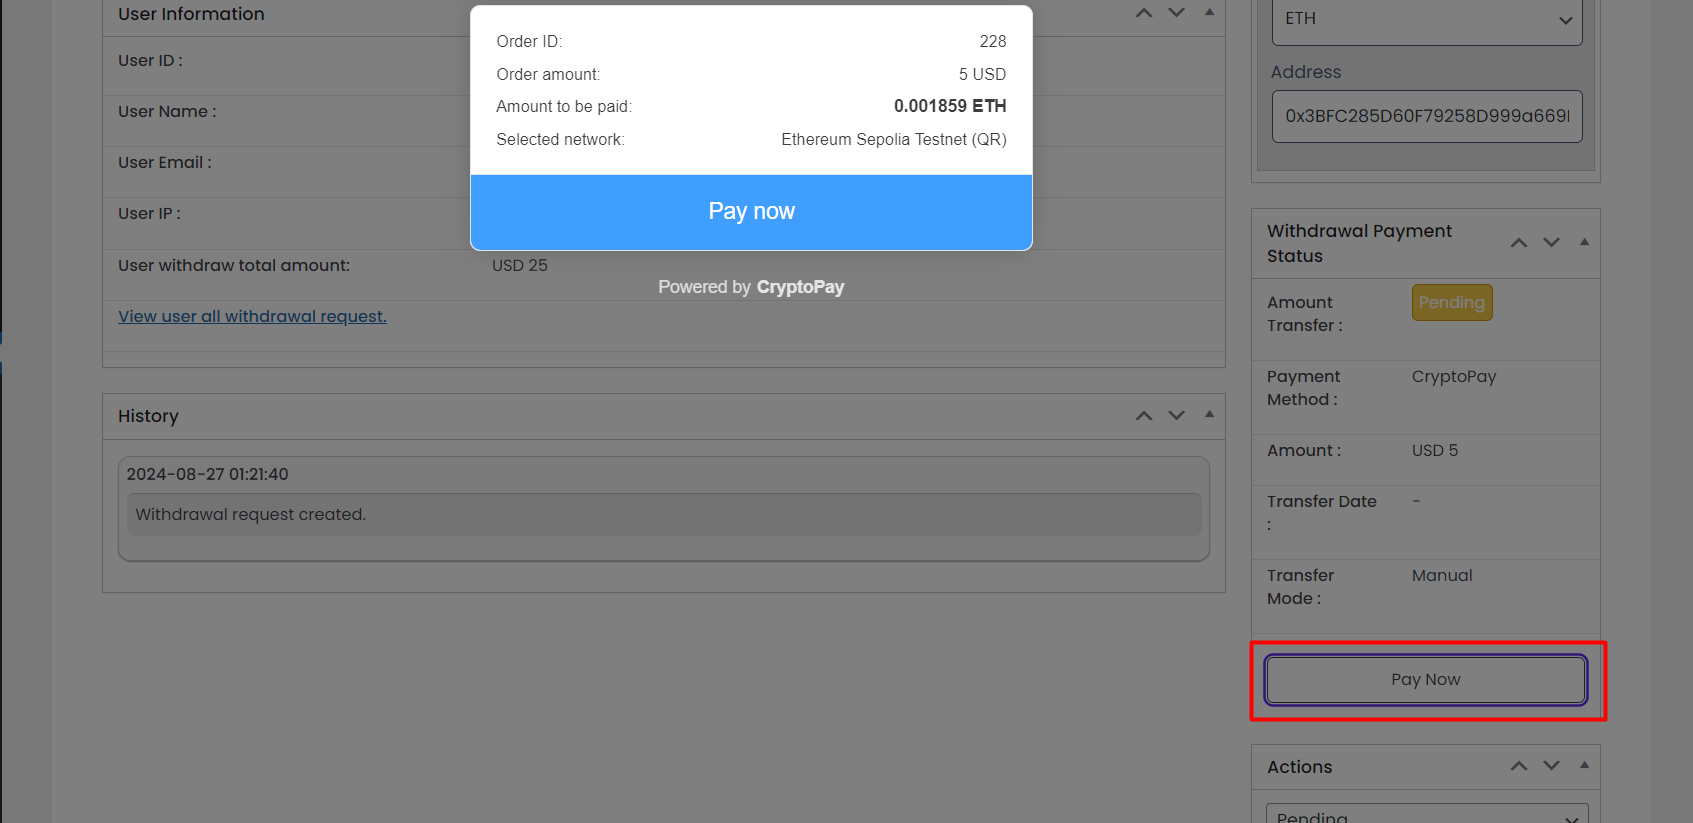 User Information
User ID :
User Name :
User Email :
User IP :
User withdraw total amount: USD 25
View user all withdrawal request.
History
2024-08-27 01:21:40
Withdrawal request created.
Order ID: 228
Order amount: 5 USD
Amount to be paid: 0.001859 ETH
Selected network: Ethereum Sepolia Testnet (QR)
Pay now
Powered by CryptoPay
ETH
Address
Withdrawal Payment
Status
Amount
Transfer :
Pending
Payment
Method :
CryptoPay
Amount : USD 5
Transfer Date
:
-
Transfer
Mode :
Manual
Pay Now
Actions
Pending